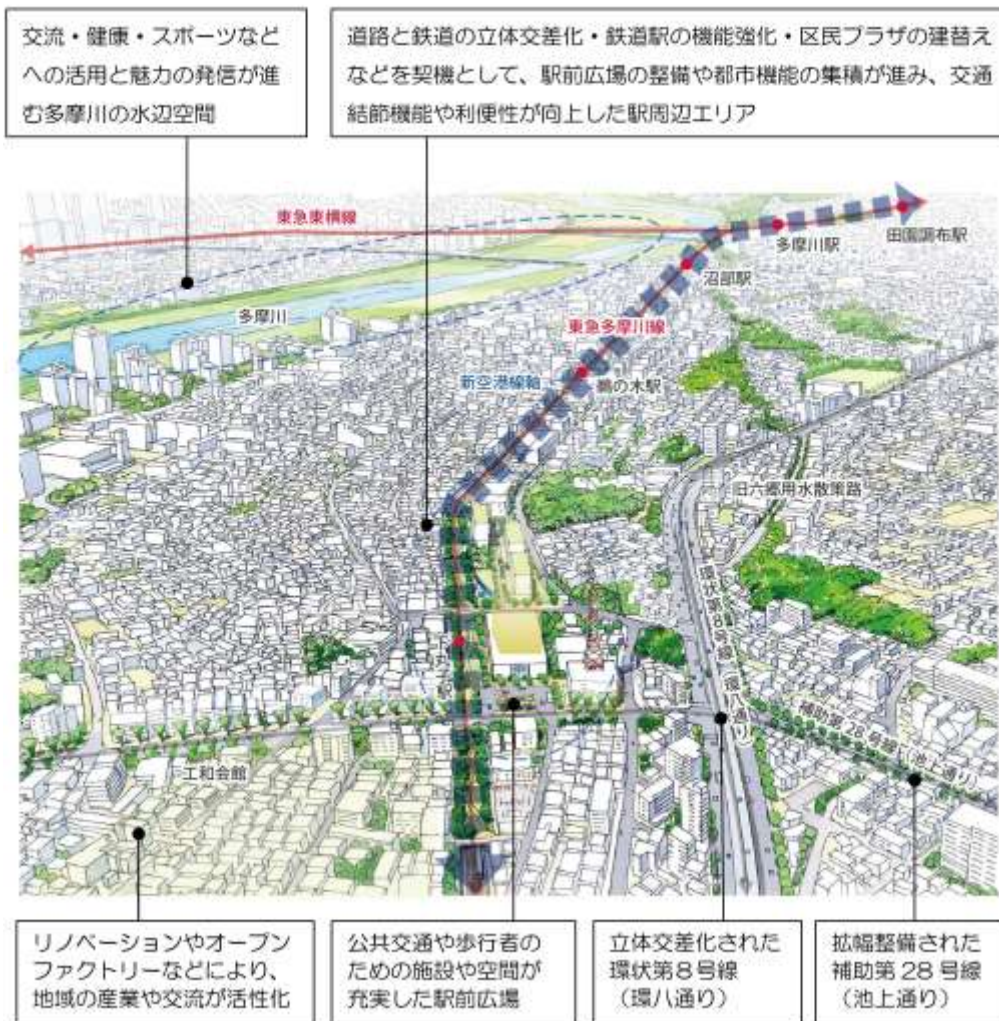 交流・健康・スポーツなど
への活用と魅力の発信が進
む多摩川の水辺空間
道路と鉄道の立体交差化・鉄道駅の機能強化・区民プラザの建替え
などを契機として、駅前広場の整備や都市機能の集積が進み、交通
結節機能や利便性が向上した駅周辺エリア
東急東横線
多摩川駅
田園調布駅
沼部駅
多摩川
東急多摩川線
新空港線軸
鵜の木駅
旧六郷用水散策路
環状第8号線（環八通り）
補助第28号線（池上通り）
工和会館
リノベーションやオープン
ファクトリーなどにより、
地域の産業や交流が活性化
公共交通や歩行者の
ための施設や空間が
充実した駅前広場
立体交差化された
環状第8号線
（環八通り）
拡幅整備された
補助第28号線
（池上通り）